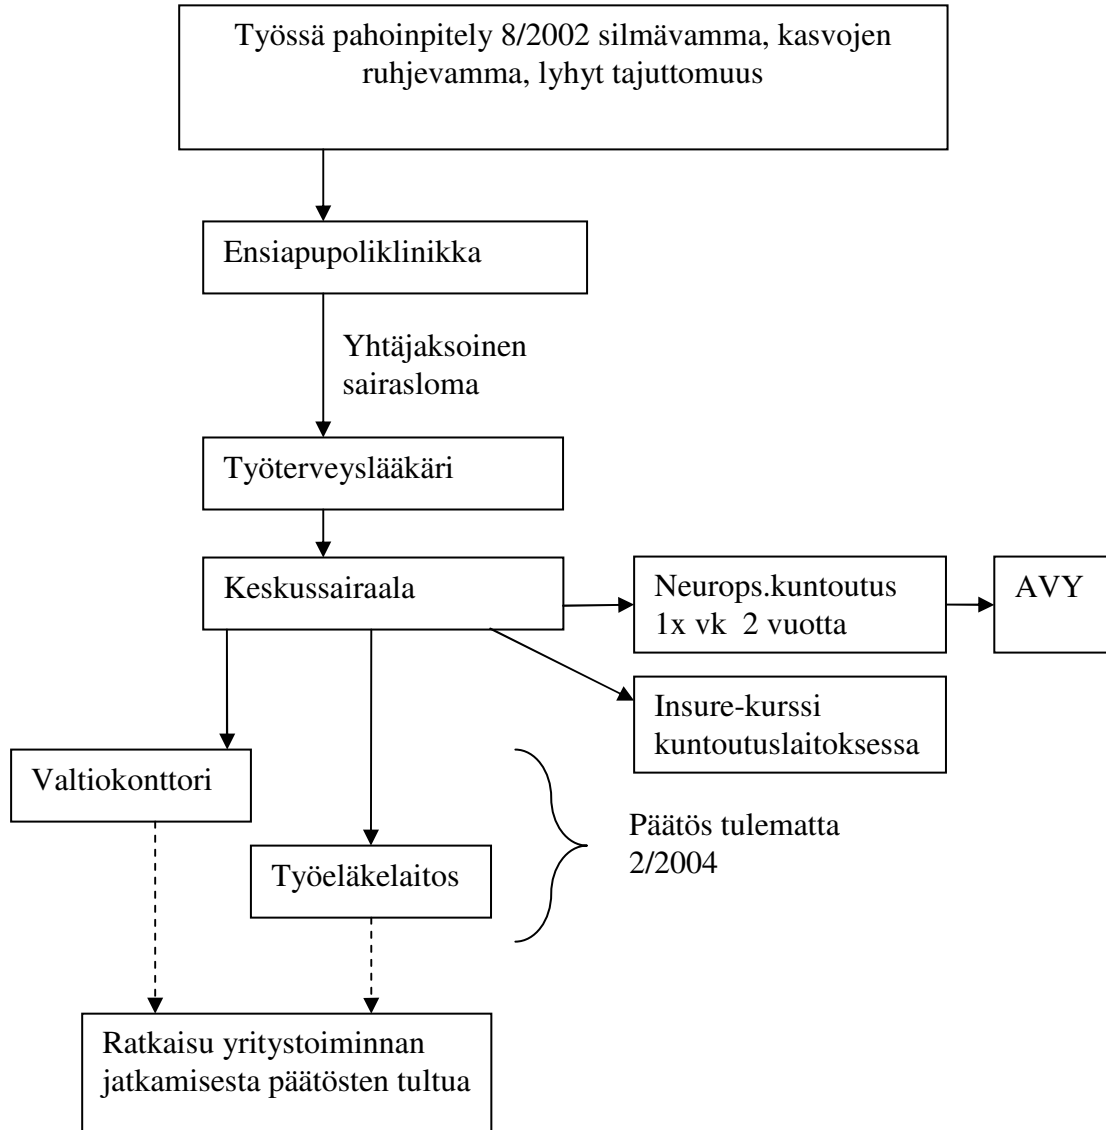 Työssä pahoinpitely 8/2002 silmävamma, kasvojen
ruhjevamma, lyhyt tajuttomuus
Ensiapupoliklinikka
Yhtäjaksoinen
sairasloma
Työterveyslääkäri
Keskussairaala
Neurops.kuntoutus
1x vk 2 vuotta
AVY
Insure-kurssi
kuntoutuslaitoksessa
Valtiokonttori
Päätös tulematta
2/2004
Työeläkelaitos
Ratkaisu yritystoiminnan
jatkamisesta päätösten tultua